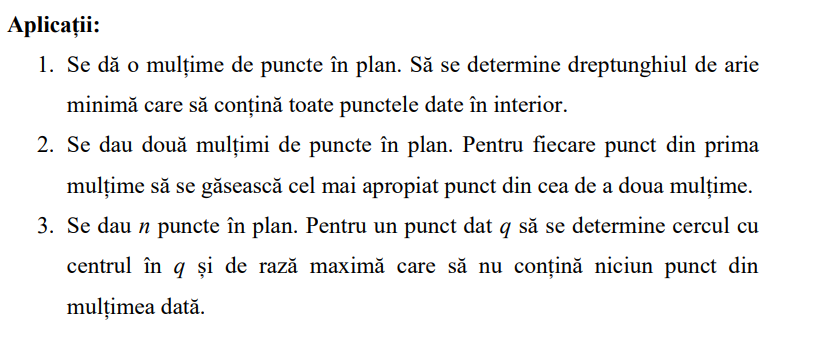 Aplicații:
1. Se dă o mulțime de puncte în plan. Să se determine dreptunghiul de arie
minimă care să conțină toate punctele date în interior.
2. Se dau două mulțimi de puncte în plan. Pentru fiecare punct din prima
mulțime să se găsească cel mai apropiat punct din cea de a doua mulțime.
3. Se dau n puncte în plan. Pentru un punct dat q să se determine cercul cu
centrul în q și de rază maximă care să nu conțină niciun punct din
mulțimea dată.